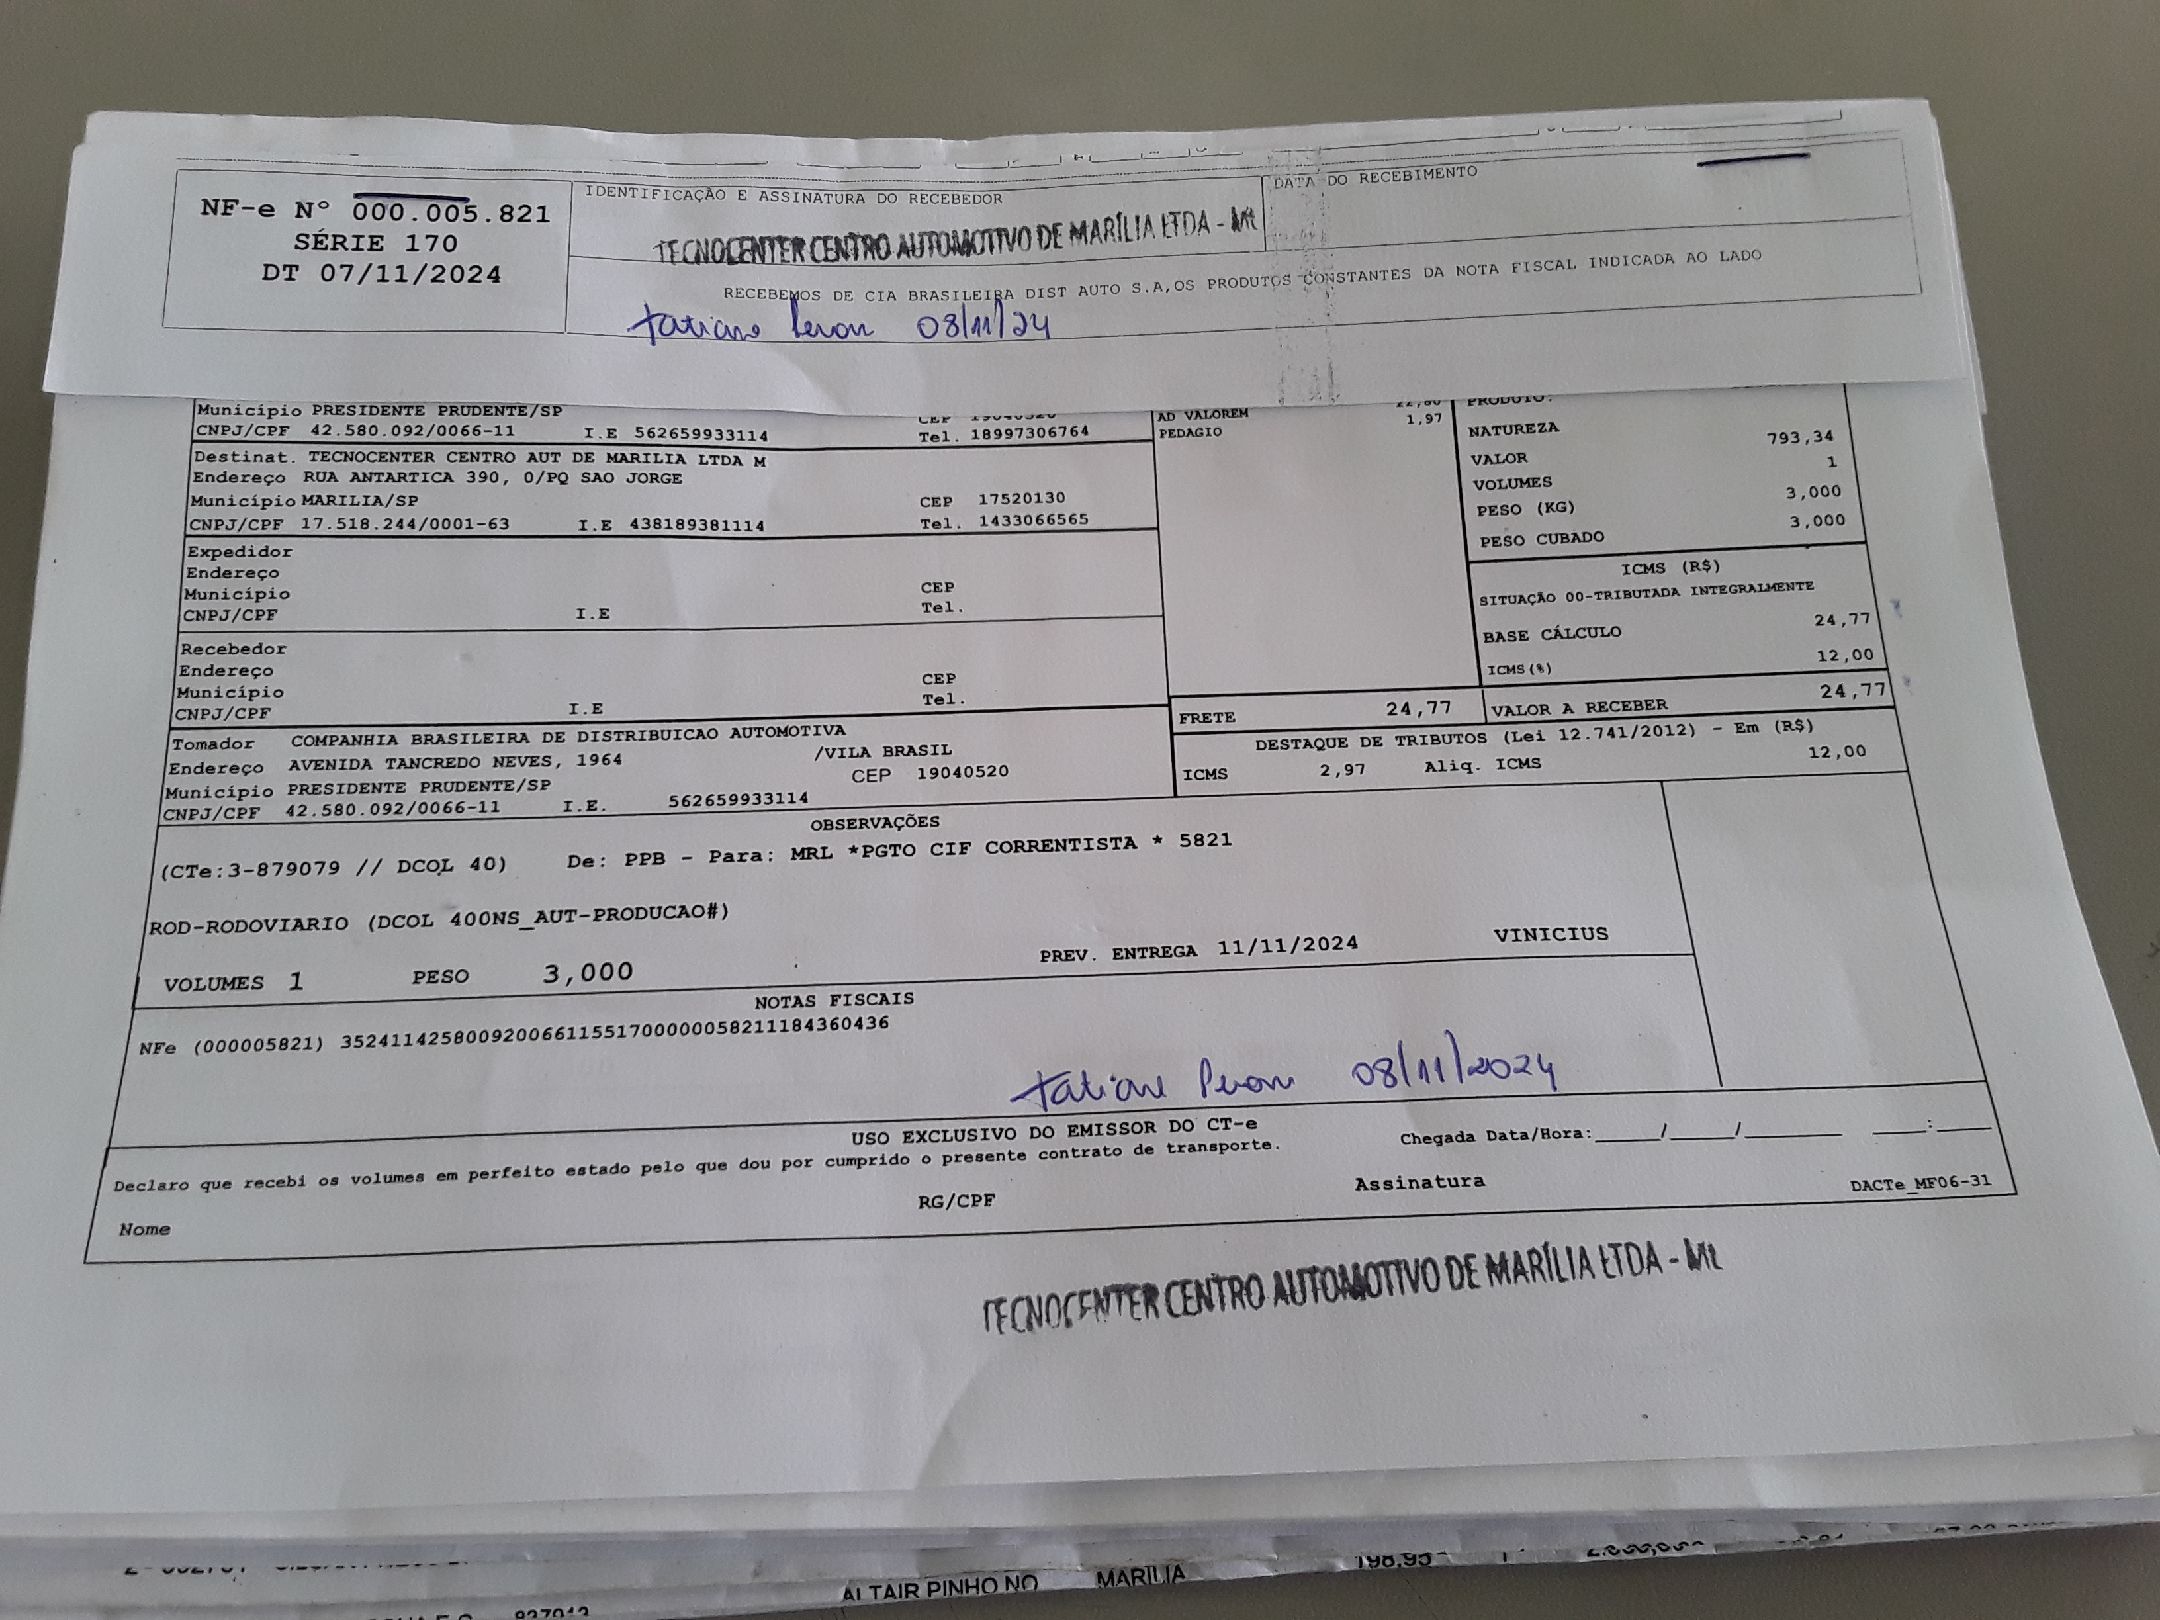 NF-e Nº 000.005.821
SÉRIE 170
DT 07/11/2024
IDENTIFICAÇÃO E ASSINATURA DO RECEBEDOR
DATA DO RECEBIMENTO
TECNOCENTER CENTRO AUTOMOTIVO DE MARÍLIA LTDA -
RECEBEMOS DE CIA BRASILEIRA DIST AUTO S.A,OS PRODUTOS CONSTANTES DA NOTA FISCAL INDICADA AO LADO
Tatiane 08/11/24
Município PRESIDENTE PRUDENTE/SP
CEP 19040520
CNPJ/CPF 42.580.092/0066-11 I.E 562659933114 Tel. 18997306764
Destinat. TECNOCENTER CENTRO AUT DE MARILIA LTDA M
Endereço RUA ANTARTICA 390, 0/PQ SAO JORGE
Município MARILIA/SP CEP 17520130
CNPJ/CPF 17.518.244/0001-63 I.E 438189381114 Tel. 1433066565
Expedidor
Endereço
Município CEP
CNPJ/CPF I.E Tel.
Recebedor
Endereço
Município CEP
CNPJ/CPF I.E Tel.
AD VALOREM 1,97
PEDAGIO
PRODUTO:
NATUREZA
VALOR 793,34
VOLUMES 1
PESO (KG) 3,000
PESO CUBADO 3,000
ICMS (R$)
SITUAÇÃO 00-TRIBUTADA INTEGRALMENTE
BASE CÁLCULO 24,77
ICMS(%) 12,00
FRETE 24,77 VALOR A RECEBER 24,77
DESTAQUE DE TRIBUTOS (Lei 12.741/2012) - Em (R$)
ICMS 2,97 Aliq. ICMS 12,00
Tomador COMPANHIA BRASILEIRA DE DISTRIBUICAO AUTOMOTIVA
Endereço AVENIDA TANCREDO NEVES, 1964 /VILA BRASIL
Município PRESIDENTE PRUDENTE/SP CEP 19040520
CNPJ/CPF 42.580.092/0066-11 I.E. 562659933114
OBSERVAÇÕES
(CTe:3-879079 // DCOL 40) De: PPB - Para: MRL *PGTO CIF CORRENTISTA * 5821
ROD-RODOVIARIO (DCOL 400NS_AUT-PRODUCAO#)
VOLUMES 1 PESO 3,000 PREV. ENTREGA 11/11/2024 VINICIUS
NOTAS FISCAIS
NFe (000005821) 35241142580092006611551700000058211184360436
Tatiane 08/11/2024
USO EXCLUSIVO DO EMISSOR DO CT-e
Declaro que recebi os volumes em perfeito estado pelo que dou por cumprido o presente contrato de transporte.
Chegada Data/Hora:_____/_____/_______ ____:____
Nome RG/CPF Assinatura
DACTe_MF06-31
TECNOCENTER CENTRO AUTOMOTIVO DE MARÍLIA LTDA -
ALTAIR PINHO NO MARILIA 198,95